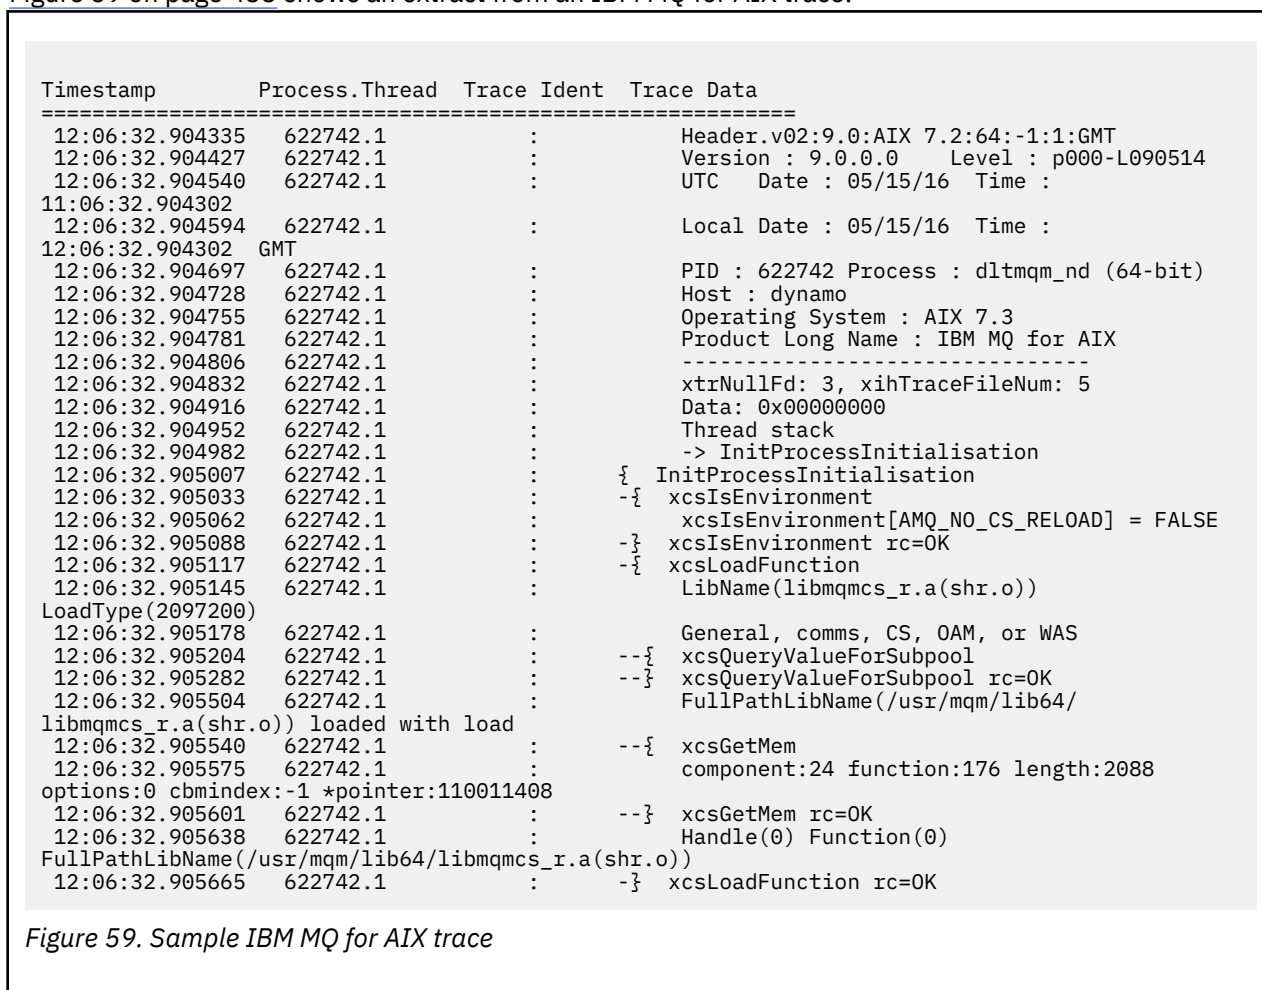 Figure 59 on page 463 shows an extract from an IBM MQ for AIX trace.
Timestamp Process.Thread Trace Ident Trace Data
===========================================================
12:06:32.904335 622742.1 : Header.v02:9.0:AIX 7.2:64:-1:1:GMT
12:06:32.904427 622742.1 : Version : 9.0.0.0 Level : p000-L090514
12:06:32.904540 622742.1 : UTC Date : 05/15/16 Time :
11:06:32.904302
12:06:32.904594 622742.1 : Local Date : 05/15/16 Time :
12:06:32.904302 GMT
12:06:32.904697 622742.1 : PID : 622742 Process : dltmqm_nd (64-bit)
12:06:32.904728 622742.1 : Host : dynamo
12:06:32.904755 622742.1 : Operating System : AIX 7.3
12:06:32.904781 622742.1 : Product Long Name : IBM MQ for AIX
12:06:32.904806 622742.1 : --------------------------------
12:06:32.904832 622742.1 : xtrNullFd: 3, xihTraceFileNum: 5
12:06:32.904916 622742.1 : Data: 0x00000000
12:06:32.904952 622742.1 : Thread stack
12:06:32.904982 622742.1 : -> InitProcessInitialisation
12:06:32.905007 622742.1 : { InitProcessInitialisation
12:06:32.905033 622742.1 : -{ xcsIsEnvironment
12:06:32.905062 622742.1 : xcsIsEnvironment[AMQ_NO_CS_RELOAD] = FALSE
12:06:32.905088 622742.1 : -} xcsIsEnvironment rc=OK
12:06:32.905117 622742.1 : -{ xcsLoadFunction
12:06:32.905145 622742.1 : LibName(libmqmcs_r.a(shr.o))
LoadType(2097200)
12:06:32.905178 622742.1 : General, comms, CS, OAM, or WAS
12:06:32.905204 622742.1 : --{ xcsQueryValueForSubpool
12:06:32.905282 622742.1 : --} xcsQueryValueForSubpool rc=OK
12:06:32.905504 622742.1 : FullPathLibName(/usr/mqm/lib64/
libmqmcs_r.a(shr.o)) loaded with load
12:06:32.905540 622742.1 : --{ xcsGetMem
12:06:32.905575 622742.1 : component:24 function:176 length:2088
options:0 cbmindex:-1 *pointer:110011408
12:06:32.905601 622742.1 : --} xcsGetMem rc=OK
12:06:32.905638 622742.1 : Handle(0) Function(0)
FullPathLibName(/usr/mqm/lib64/libmqmcs_r.a(shr.o))
12:06:32.905665 622742.1 : -} xcsLoadFunction rc=OK
Figure 59. Sample IBM MQ for AIX trace